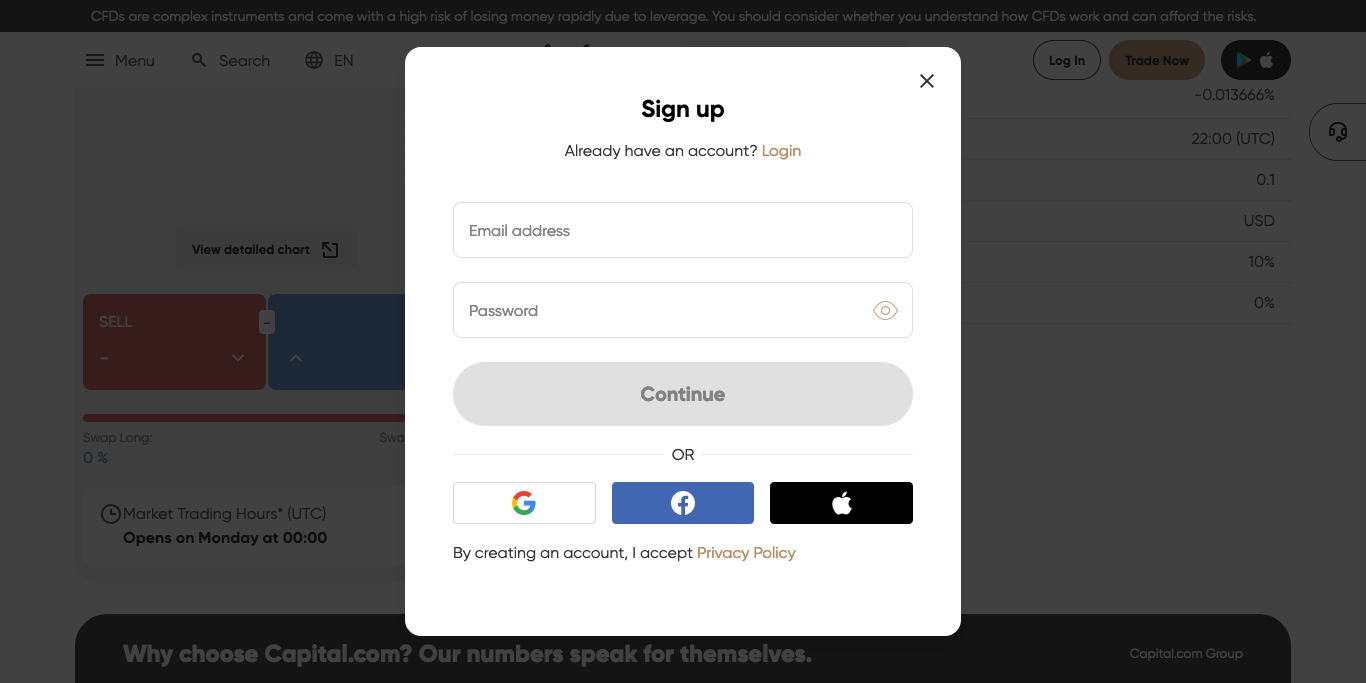 CFDs are complex instruments and come with a high risk of losing money rapidly due to leverage. You should consider whether you understand how CFDs work and can afford the risks.
Menu
Search
EN
Log In
Trade Now
-0.013666%
22:00 (UTC)
0.1
USD
10%
0%
View detailed chart
SELL
-
-
Swap Long:
0 %
Market Trading Hours* (UTC)
Opens on Monday at 00:00
Sign up
Already have an account? Login
Email address
Password
Continue
OR
By creating an account, I accept Privacy Policy
Why choose Capital.com? Our numbers speak for themselves.
Capital.com Group